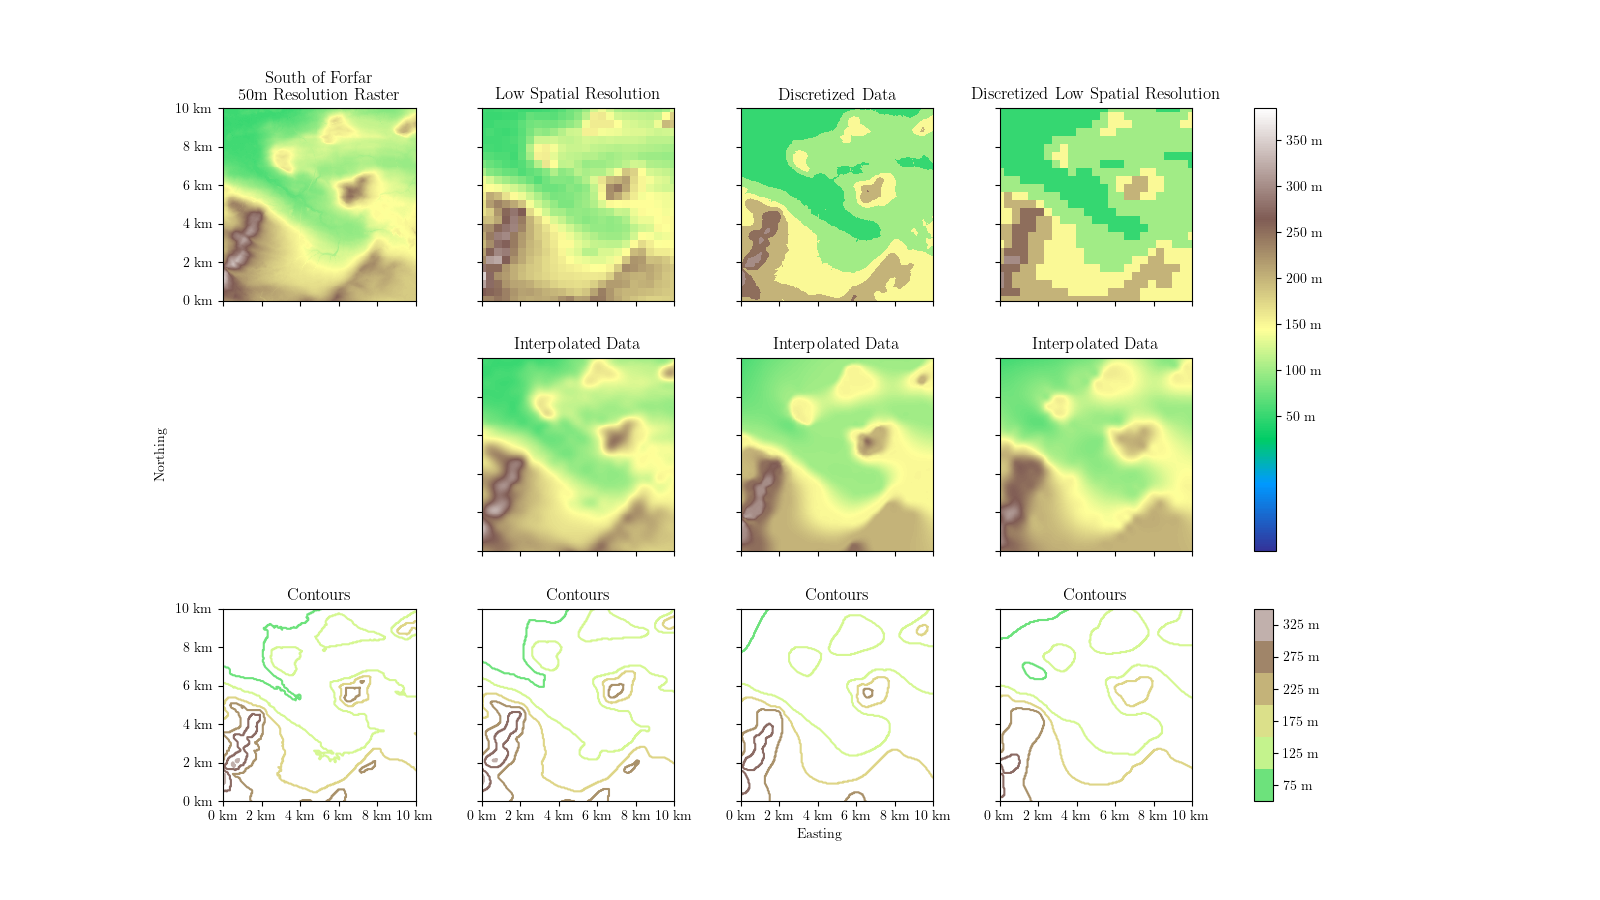 South of Forfar
50m Resolution Raster
Low Spatial Resolution
Discretized Data
Discretized Low Spatial Resolution
10 km
8 km
6 km
4 km
2 km
0 km
350 m
300 m
250 m
200 m
150 m
100 m
50 m
Interpolated Data
Interpolated Data
Interpolated Data
Northing
Contours
Contours
Contours
Contours
10 km
8 km
6 km
4 km
2 km
0 km
325 m
275 m
225 m
175 m
125 m
75 m
0 km 2 km 4 km 6 km 8 km 10 km
0 km 2 km 4 km 6 km 8 km 10 km
0 km 2 km 4 km 6 km 8 km 10 km
0 km 2 km 4 km 6 km 8 km 10 km
Easting